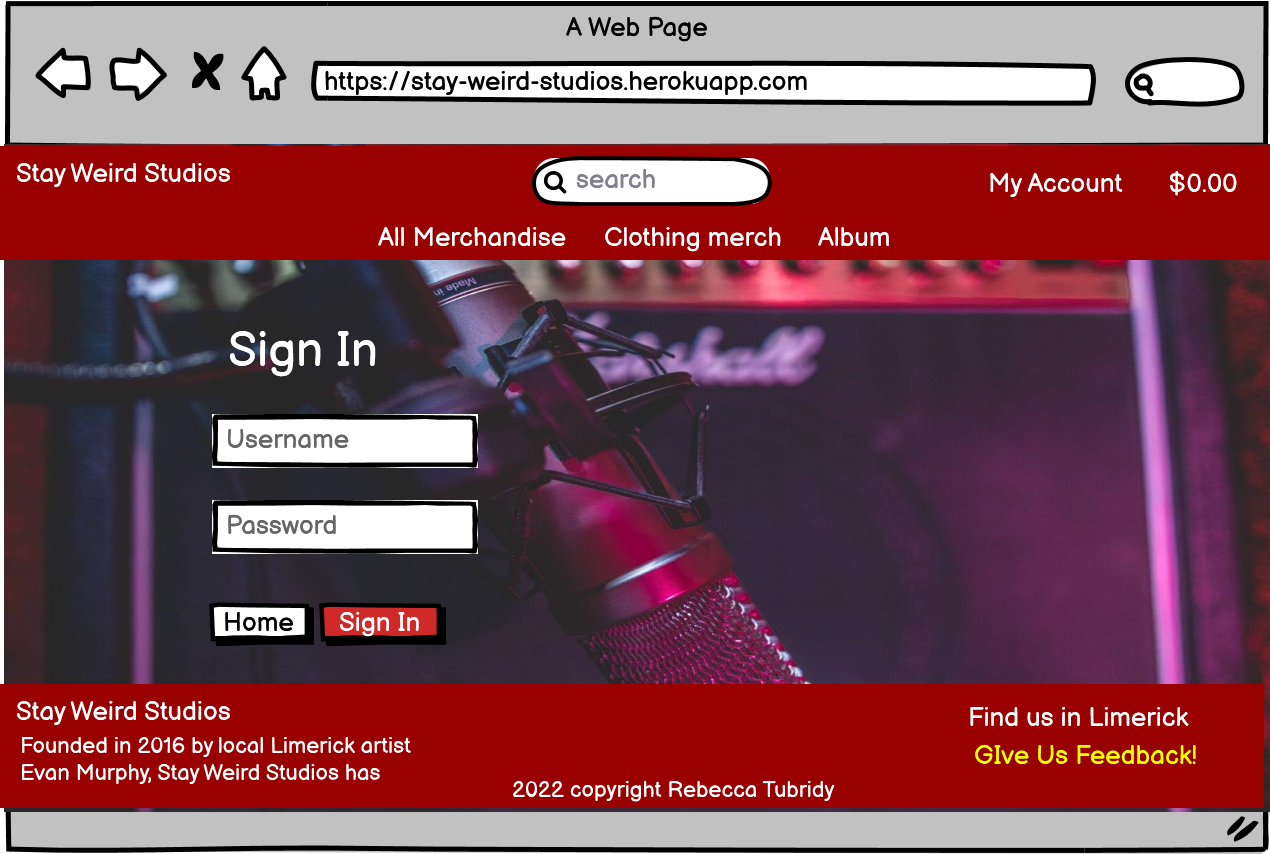 A Web Page
https://stay-weird-studios.herokuapp.com
Stay Weird Studios
search
My Account $0.00
All Merchandise Clothing merch Album
Made in
Marshall
Sign In
Username
Password
Home Sign In
Stay Weird Studios
Founded in 2016 by local Limerick artist
Evan Murphy, Stay Weird Studios has
Find us in Limerick
GIve Us Feedback!
2022 copyright Rebecca Tubridy